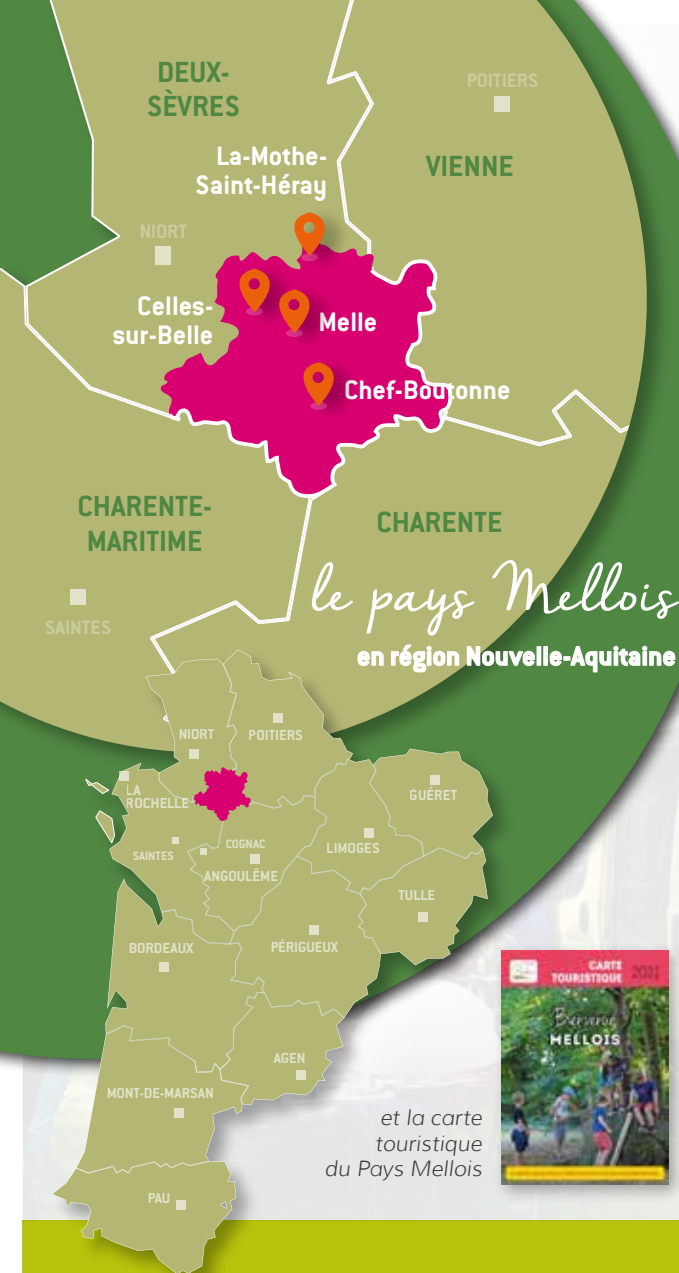 DEUX-
SÈVRES
POITIERS
VIENNE
La-Mothe-
Saint-Héray
NIORT
Celles-
sur-Belle
Melle
Chef-Boutonne
CHARENTE-
MARITIME
CHARENTE
SAINTES
le pays Mellois
en région Nouvelle-Aquitaine
NIORT
POITIERS
LA
ROCHELLE
GUÉRET
SAINTES
COGNAC
ANGOULÊME
LIMOGES
TULLE
BORDEAUX
PÉRIGUEUX
AGEN
MONT-DE-MARSAN
PAU
et la carte
touristique
du Pays Mellois
CARTE
TOURISTIQUE 2021
Bienvenue
MELLOIS